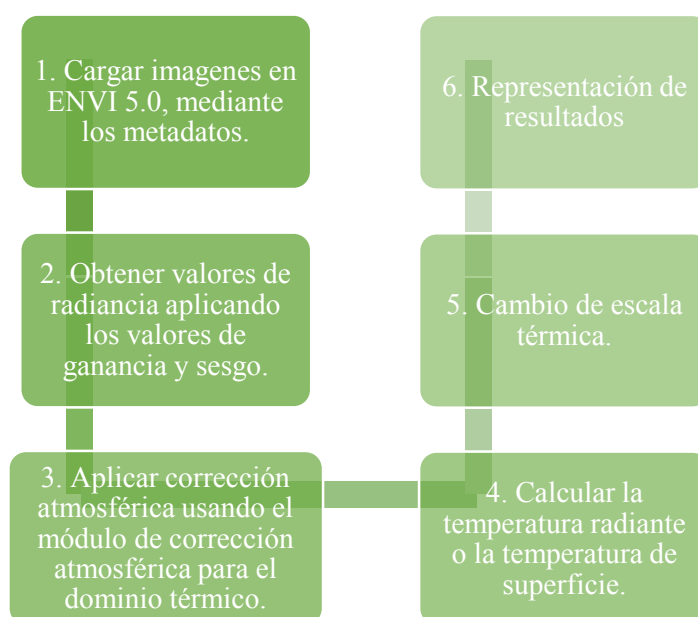 1. Cargar imagenes en
ENVI 5.0, mediante
los metadatos.
2. Obtener valores de
radiancia aplicando
los valores de
ganancia y sesgo.
3. Aplicar corrección
atmosférica usando el
módulo de corrección
atmosférica para el
dominio térmico.
4. Calcular la
temperatura radiante
o la temperatura de
superficie.
5. Cambio de escala
térmica.
6. Representación de
resultados